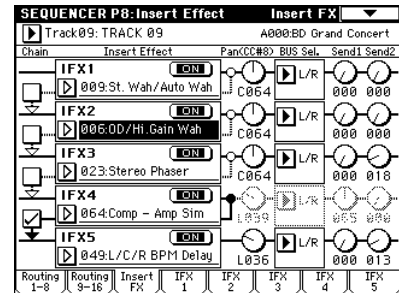 SEQUENCER P8:Insert Effect Insert FX
Track09: TRACK 09 A000:BD Grand Concert
Chain Insert Effect Pan(CC#8) BUS Sel. Send1 Send2
IFX1 ON
009:St. Wah/Auto Wah C064 L/R 000 000
IFX2 ON
006:OD/Hi.Gain Wah C064 L/R 000 000
IFX3 ON
023:Stereo Phaser C064 L/R 000 018
IFX4 ON
064:Comp - Amp Sim L/R
IFX5 ON
049:L/C/R BPM Delay L036 L/R 000 013
Routing 1-8 Routing 9-16 Insert FX IFX 1 IFX 2 IFX 3 IFX 4 IFX 5